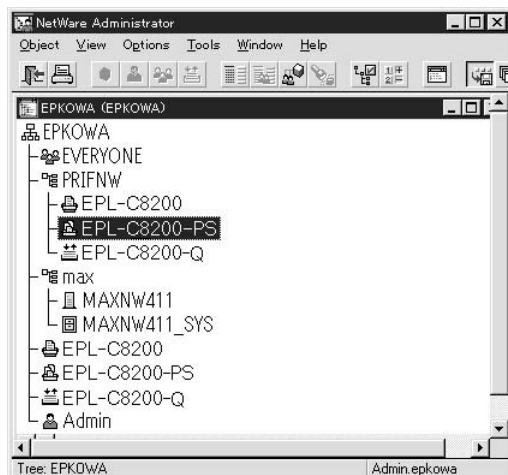 NetWare Administrator
Object View Options Tools Window Help
EPKOWA (EPKOWA)
EPKOWA
EVERYONE
PRIFNW
EPL-C8200
EPL-C8200-PS
EPL-C8200-Q
max
MAXNW411
MAXNW411_SYS
EPL-C8200
EPL-C8200-PS
EPL-C8200-Q
Admin
Tree: EPKOWA Admin.epkowa